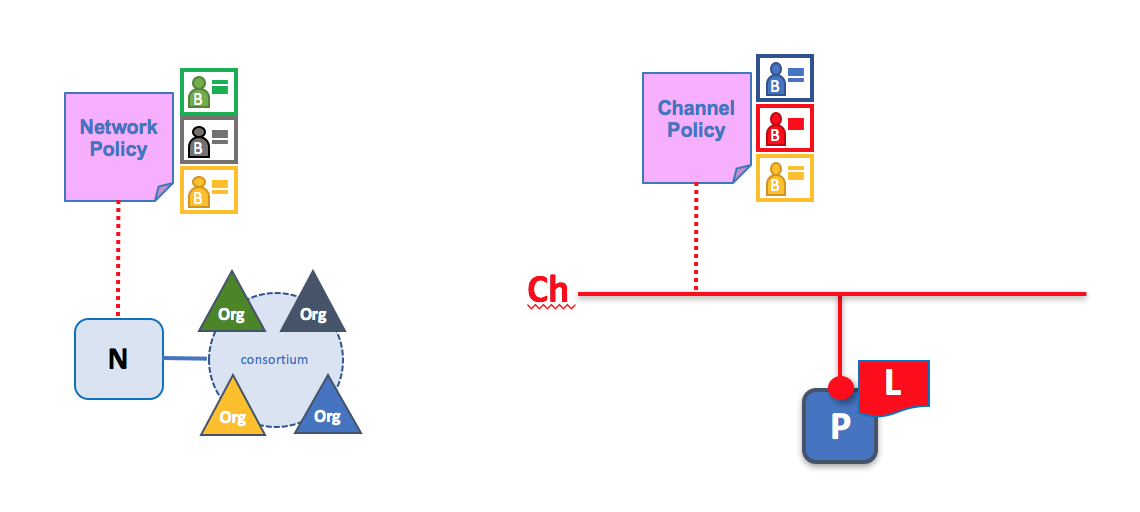 Network
Policy
B
B
B
N
Org
Org
consortium
Org
Org
Channel
Policy
B
B
B
Ch
L
P